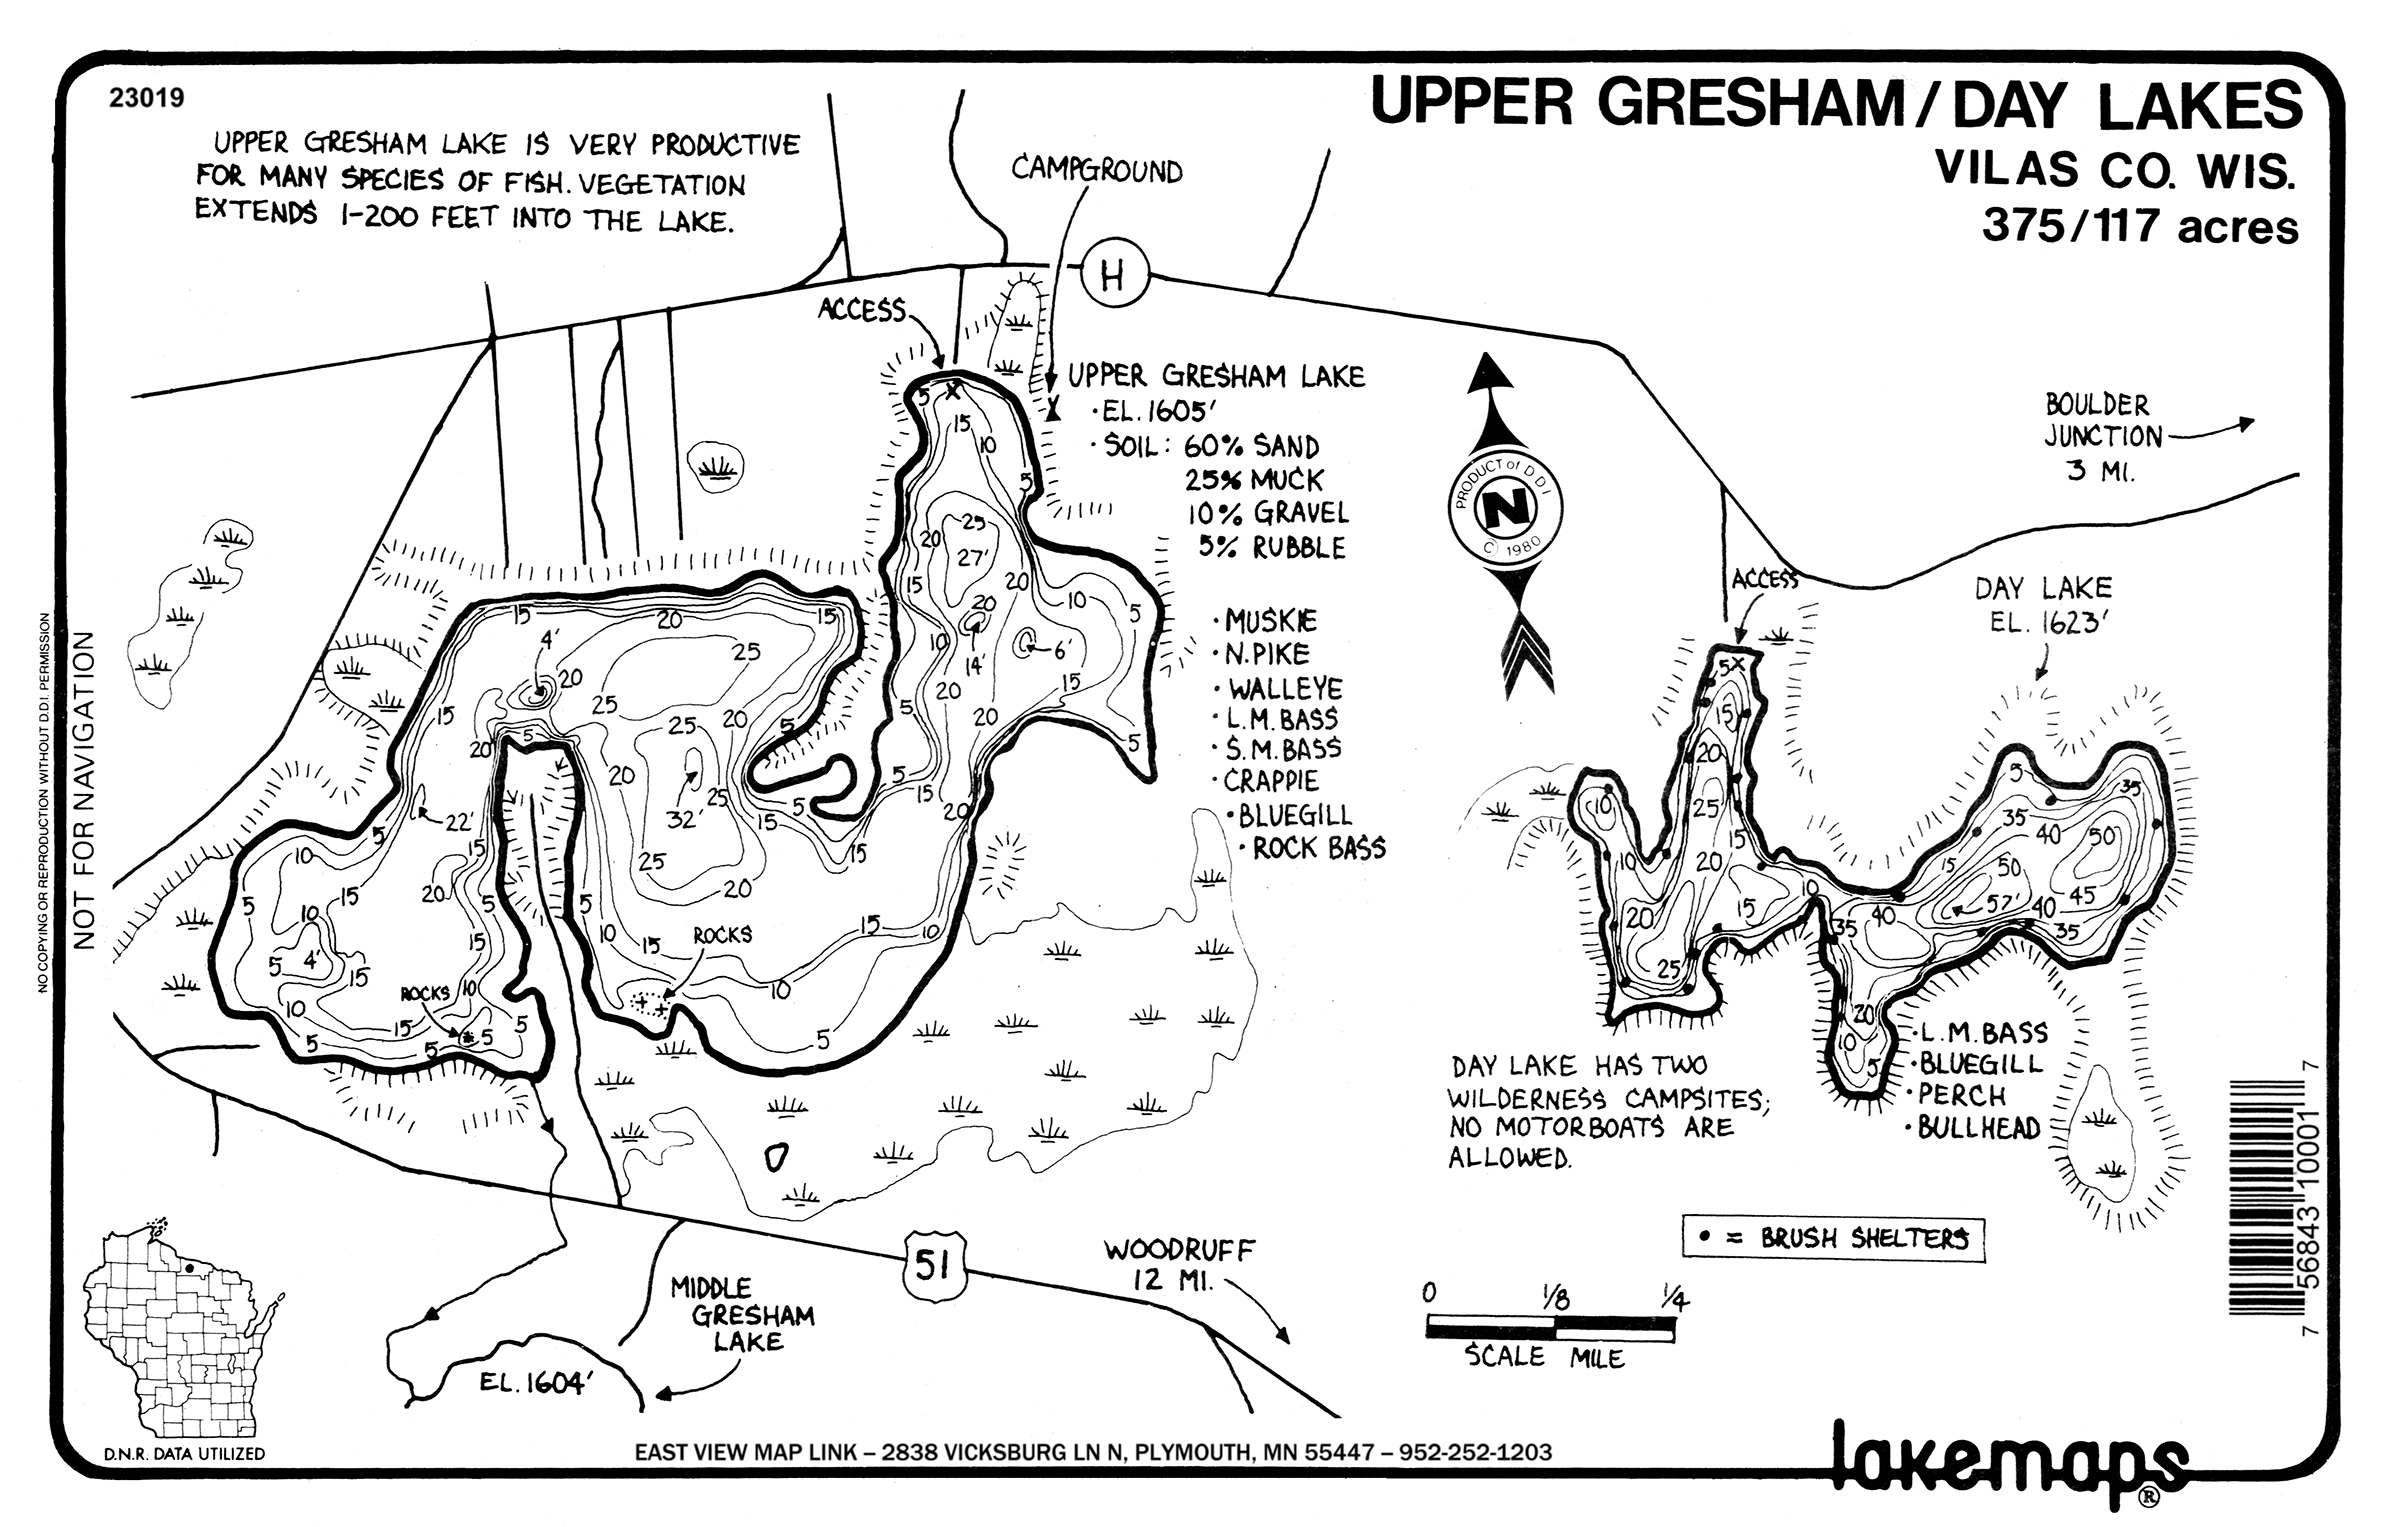 23019
UPPER GRESHAM/DAY LAKES
VILAS CO. WIS.
375/117 acres
UPPER GRESHAM LAKE IS VERY PRODUCTIVE
FOR MANY SPECIES OF FISH. VEGETATION
EXTENDS 1-200 FEET INTO THE LAKE.
CAMPGROUND
H
ACCESS
UPPER GRESHAM LAKE
·EL. 1605'
·SOIL: 60% SAND
25% MUCK
10% GRAVEL
5% RUBBLE
·MUSKIE
·N. PIKE
·WALLEYE
·L.M. BASS
·S.M. BASS
·CRAPPIE
·BLUEGILL
·ROCK BASS
PRODUCT of DDI
N
© 1980
BOULDER
JUNCTION
3 MI.
ACCESS
DAY LAKE
EL. 1623'
5 X
15
20
25
15
20
10
10
20
25
15
10
5
35
35
40
50
15
50
57'
40
45
40
35
35
20
10
5
·L.M. BASS
·BLUEGILL
·PERCH
·BULLHEAD
DAY LAKE HAS TWO
WILDERNESS CAMPSITES;
NO MOTORBOATS ARE
ALLOWED.
• = BRUSH SHELTERS
0 1/8 1/4
SCALE MILE
5 X
15
10
5
25
20
27'
15
20
10
5
20
14'
10
6'
20
15
5
20
5
5
15
20
15
20
15
4'
20
25
25
15
25
20
5
20
5
20
32'
25
15
5
15
22'
5
25
20
15
10
20
5
5
15
10
5
15
10
5
4'
15
15
10
15
10
ROCKS
15
10
ROCKS
10
5
5
15
5
5
5
51
WOODRUFF
12 MI.
MIDDLE
GRESHAM
LAKE
EL. 1604'
D.N.R. DATA UTILIZED
EAST VIEW MAP LINK – 2838 VICKSBURG LN N, PLYMOUTH, MN 55447 – 952-252-1203
lakemaps®
NOT FOR NAVIGATION
NO COPYING OR REPRODUCTION WITHOUT D.D.I. PERMISSION
7 56843 10001 7